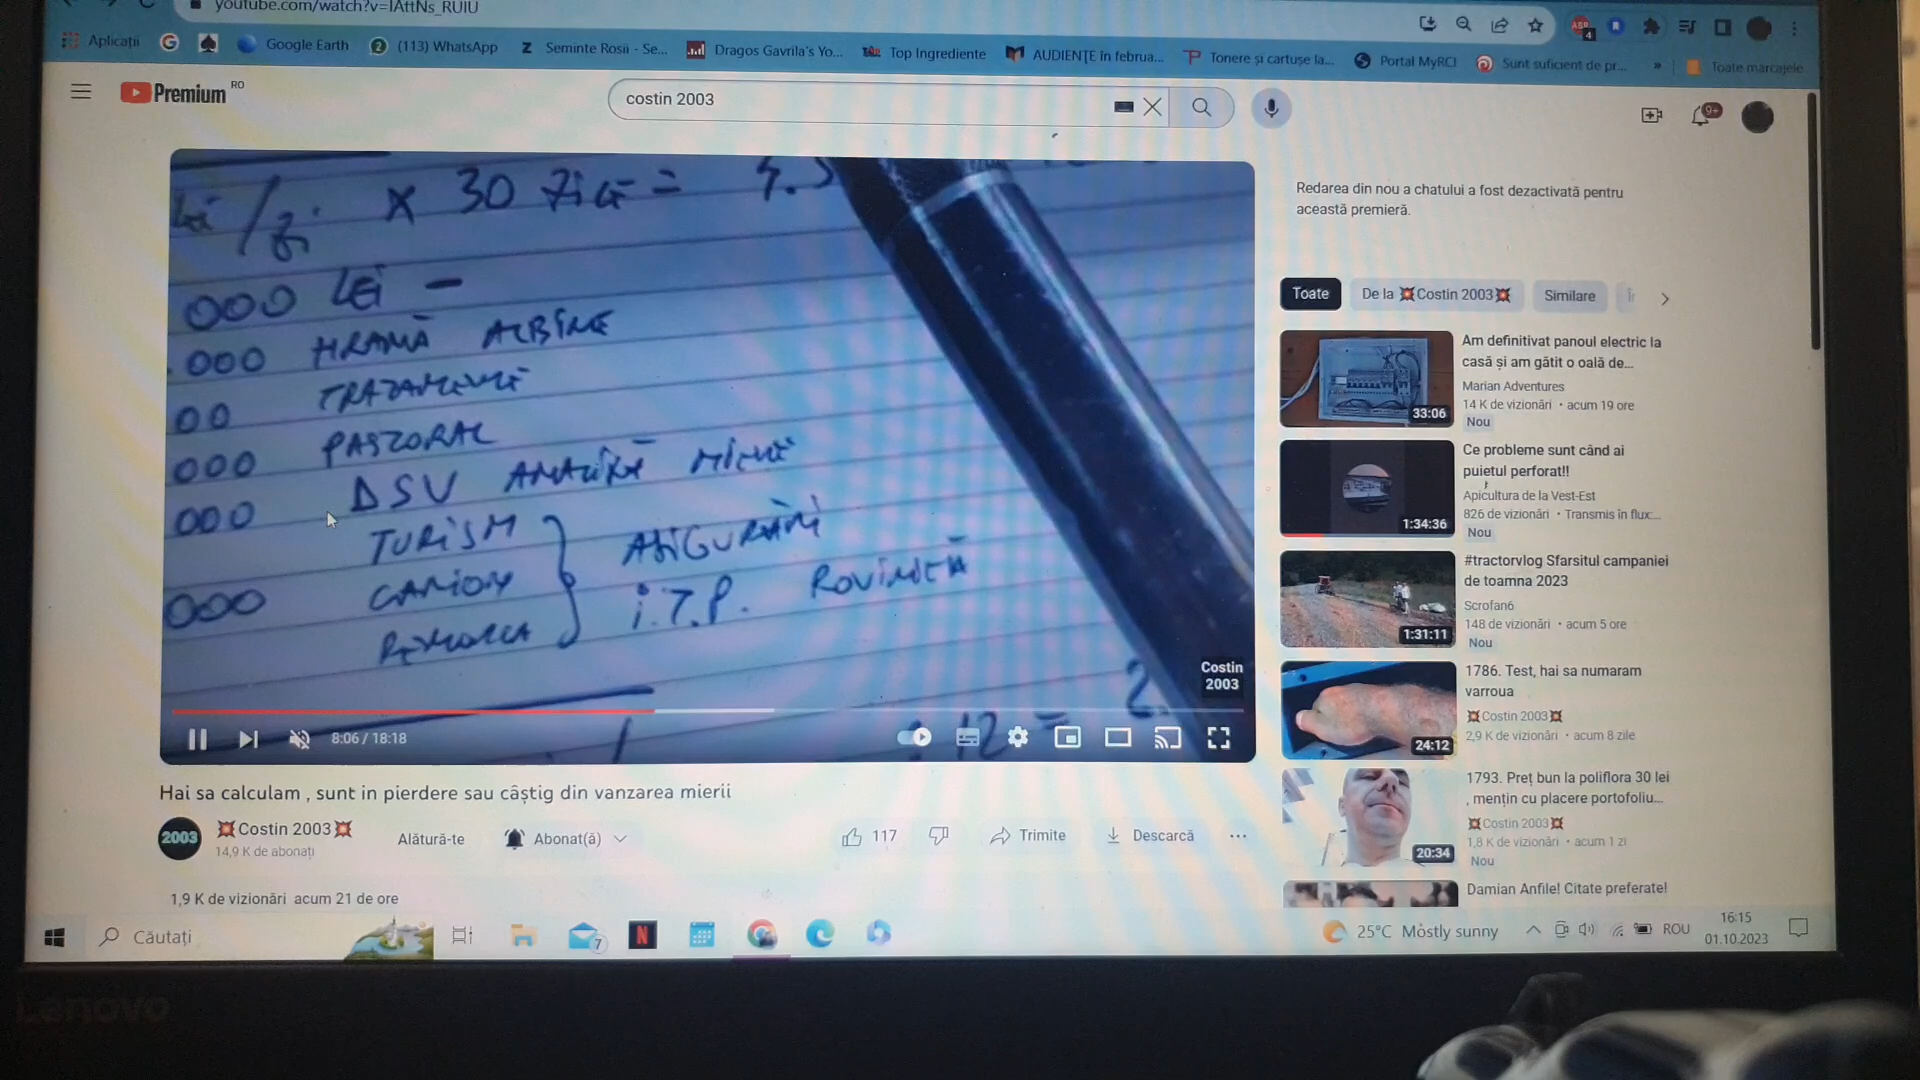 youtube.com/watch?v=IAttNs_RUIU
Aplicații
Google Earth
(113) WhatsApp
Seminte Rosii - Se...
Dragos Gavrila's Yo...
Top Ingrediente
AUDIENȚE în februa...
Tonere și cartușe la...
Portal MyRCI
Sunt suficient de pr...
»
Toate marcajele
Premium RO
costin 2003
9+
Lei / zi × 30 zile =
000 LEI -
.000 HRANĂ ALBINE
00 TRATAMENTE
000 PASTORAL
000 DSV ANALIZĂ MIERE
TURISM
000 CAMION
REMORCA
ASIGURĂRI
I.T.P. ROVINIETĂ
: 12 = 2.
Costin
2003
8:06 / 18:18
Hai sa calculam , sunt in pierdere sau câștig din vanzarea mierii
2003
💥Costin 2003💥
14,9 K de abonați
Alătură-te
Abonat(ă)
117
Trimite
Descarcă
1,9 K de vizionări acum 21 de ore
Redarea din nou a chatului a fost dezactivată pentru
această premieră.
Toate
De la 💥Costin 2003💥
Similare
Am definitivat panoul electric la
casă și am gătit o oală de...
Marian Adventures
14 K de vizionări • acum 19 ore
Nou
33:06
Ce probleme sunt când ai
puietul perforat!!
Apicultura de la Vest-Est
826 de vizionări • Transmis în flux...
Nou
1:34:36
#tractorvlog Sfarsitul campaniei
de toamna 2023
Scrofan6
148 de vizionări • acum 5 ore
Nou
1:31:11
1786. Test, hai sa numaram
varroua
💥Costin 2003💥
2,9 K de vizionări • acum 8 zile
24:12
1793. Preț bun la poliflora 30 lei
, mențin cu placere portofoliu...
💥Costin 2003💥
1,8 K de vizionări • acum 1 zi
Nou
20:34
Damian Anfile! Citate preferate!
Căutați
7
N
25°C Mostly sunny
ROU
16:15
01.10.2023
Lenovo